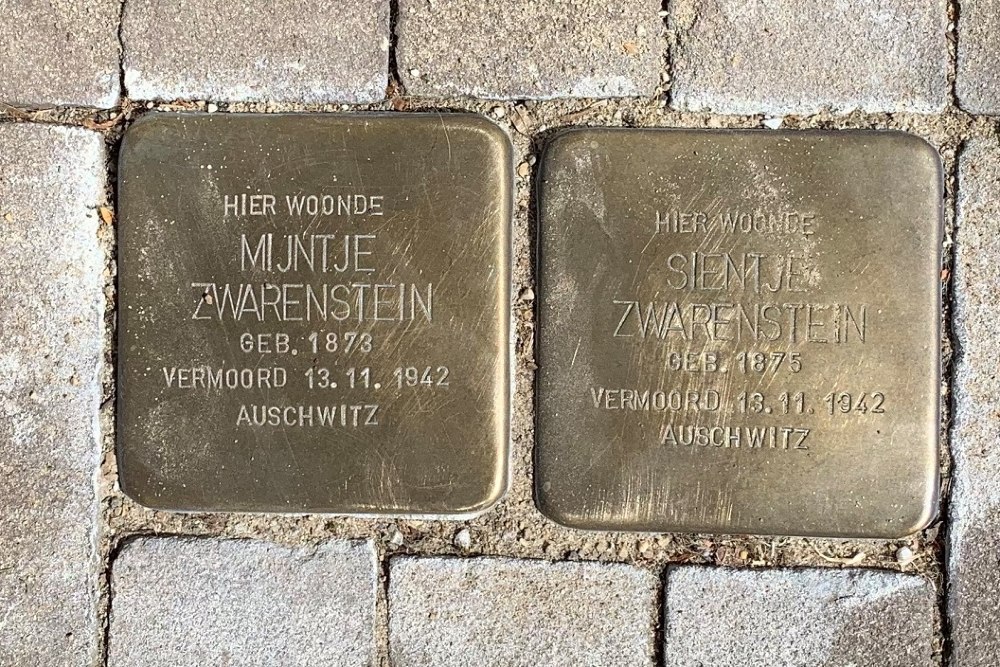 HIER WOONDE
MIJNTJE
ZWARENSTEIN
GEB. 1873
VERMOORD 13.11.1942
AUSCHWITZ
HIER WOONDE
SIENTJE
ZWARENSTEIN
GEB. 1875
VERMOORD 13.11.1942
AUSCHWITZ